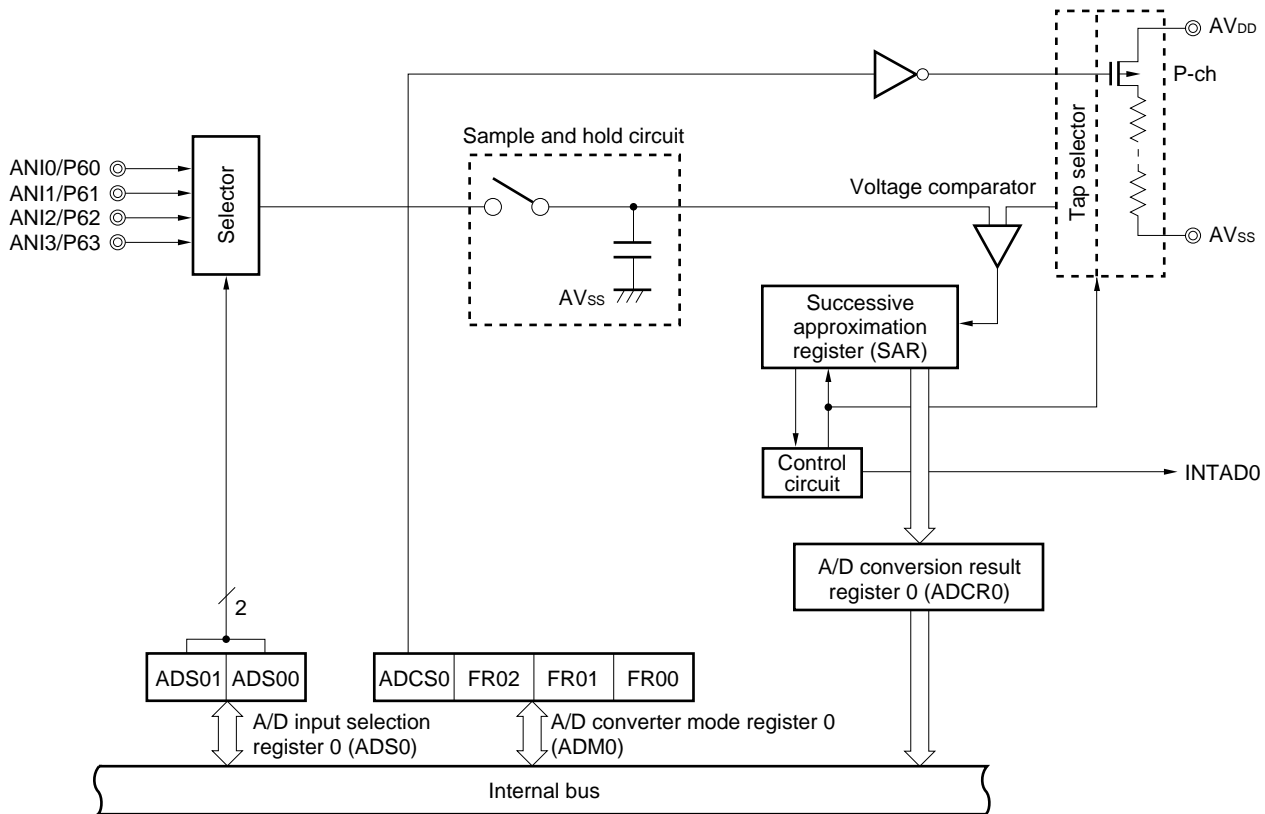 AVDD
P-ch
Tap selector
Sample and hold circuit
ANI0/P60
ANI1/P61
ANI2/P62
ANI3/P63
Selector
Voltage comparator
AVSS
AVSS
Successive
approximation
register (SAR)
Control
circuit
INTAD0
A/D conversion result
register 0 (ADCR0)
2
ADS01 ADS00
ADCS0 FR02 FR01 FR00
A/D input selection
register 0 (ADS0)
A/D converter mode register 0
(ADM0)
Internal bus